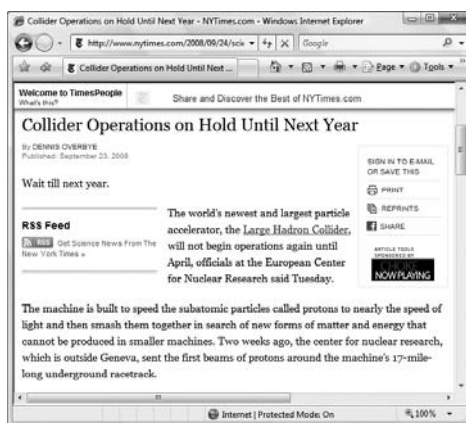 Collider Operations on Hold Until Next Year - NYTimes.com - Windows Internet Explorer
http://www.nytimes.com/2008/09/24/scie
Google
Collider Operations on Hold Until Next ...
Page
Tools
Welcome to TimesPeople
What's this?
Share and Discover the Best of NYTimes.com
Collider Operations on Hold Until Next Year
By DENNIS OVERBYE
Published: September 23, 2008
Wait till next year.
SIGN IN TO E-MAIL
OR SAVE THIS
PRINT
REPRINTS
SHARE
ARTICLE TOOLS
SPONSORED BY
CHOKE
NOW PLAYING
RSS Feed
RSS Get Science News From The
New York Times »
The world's newest and largest particle
accelerator, the Large Hadron Collider,
will not begin operations again until
April, officials at the European Center
for Nuclear Research said Tuesday.
The machine is built to speed the subatomic particles called protons to nearly the speed of
light and then smash them together in search of new forms of matter and energy that
cannot be produced in smaller machines. Two weeks ago, the center for nuclear research,
which is outside Geneva, sent the first beams of protons around the machine's 17-mile-
long underground racetrack.
Internet | Protected Mode: On
100%